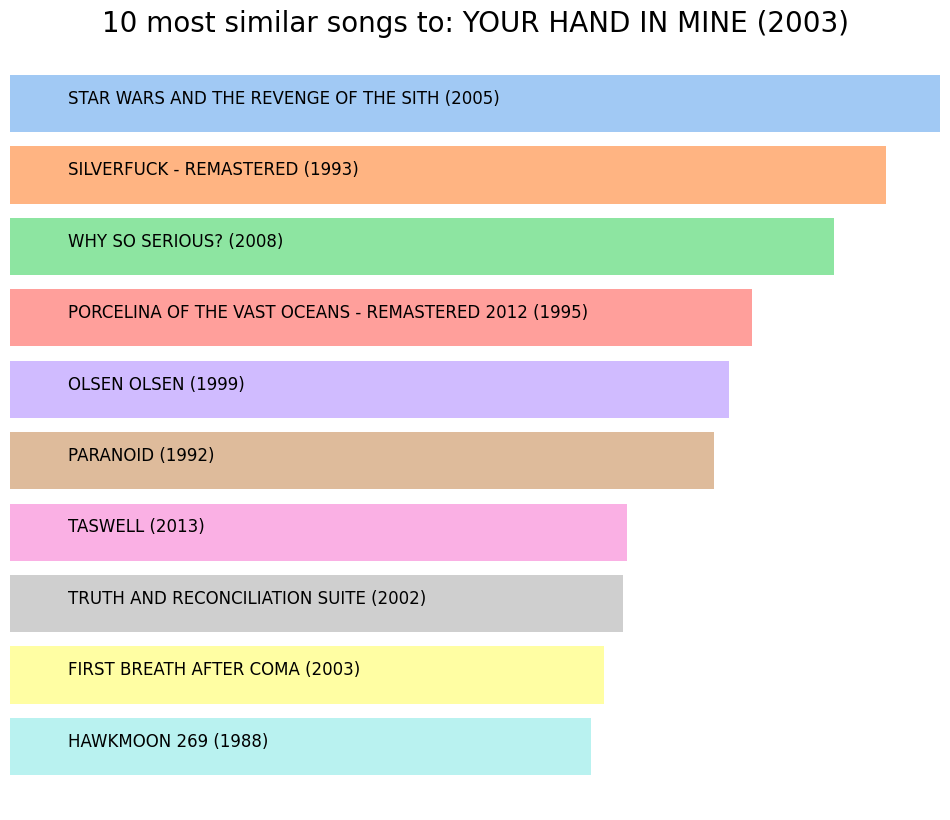 10 most similar songs to: YOUR HAND IN MINE (2003)
STAR WARS AND THE REVENGE OF THE SITH (2005)
SILVERFUCK - REMASTERED (1993)
WHY SO SERIOUS? (2008)
PORCELINA OF THE VAST OCEANS - REMASTERED 2012 (1995)
OLSEN OLSEN (1999)
PARANOID (1992)
TASWELL (2013)
TRUTH AND RECONCILIATION SUITE (2002)
FIRST BREATH AFTER COMA (2003)
HAWKMOON 269 (1988)